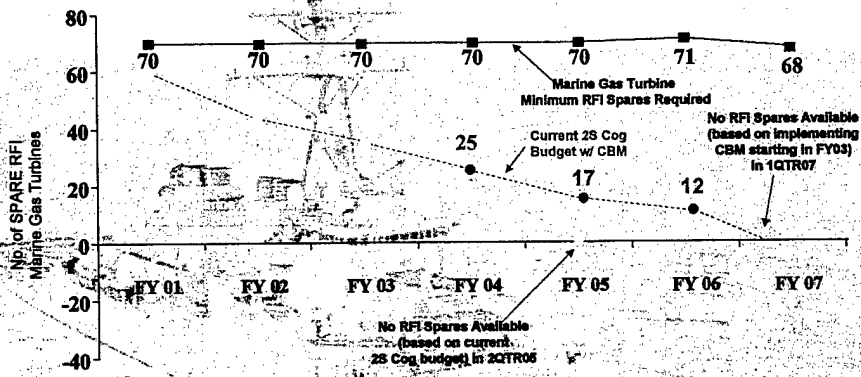 80
60
40
20
0
-20
-40
No. of SPARE RFI
Marine Gas Turbines
70
70
70
70
70
71
68
Marine Gas Turbine
Minimum RFI Spares Required
25
17
12
Current 2S Cog
Budget w/ CBM
No RFI Spares Available
(based on implementing
CBM starting in FY03)
in 1QTR07
FY 01
FY 02
FY 03
FY 04
FY 05
FY 06
FY 07
No RFI Spares Available
(based on current
2S Cog budget) in 2QTR05